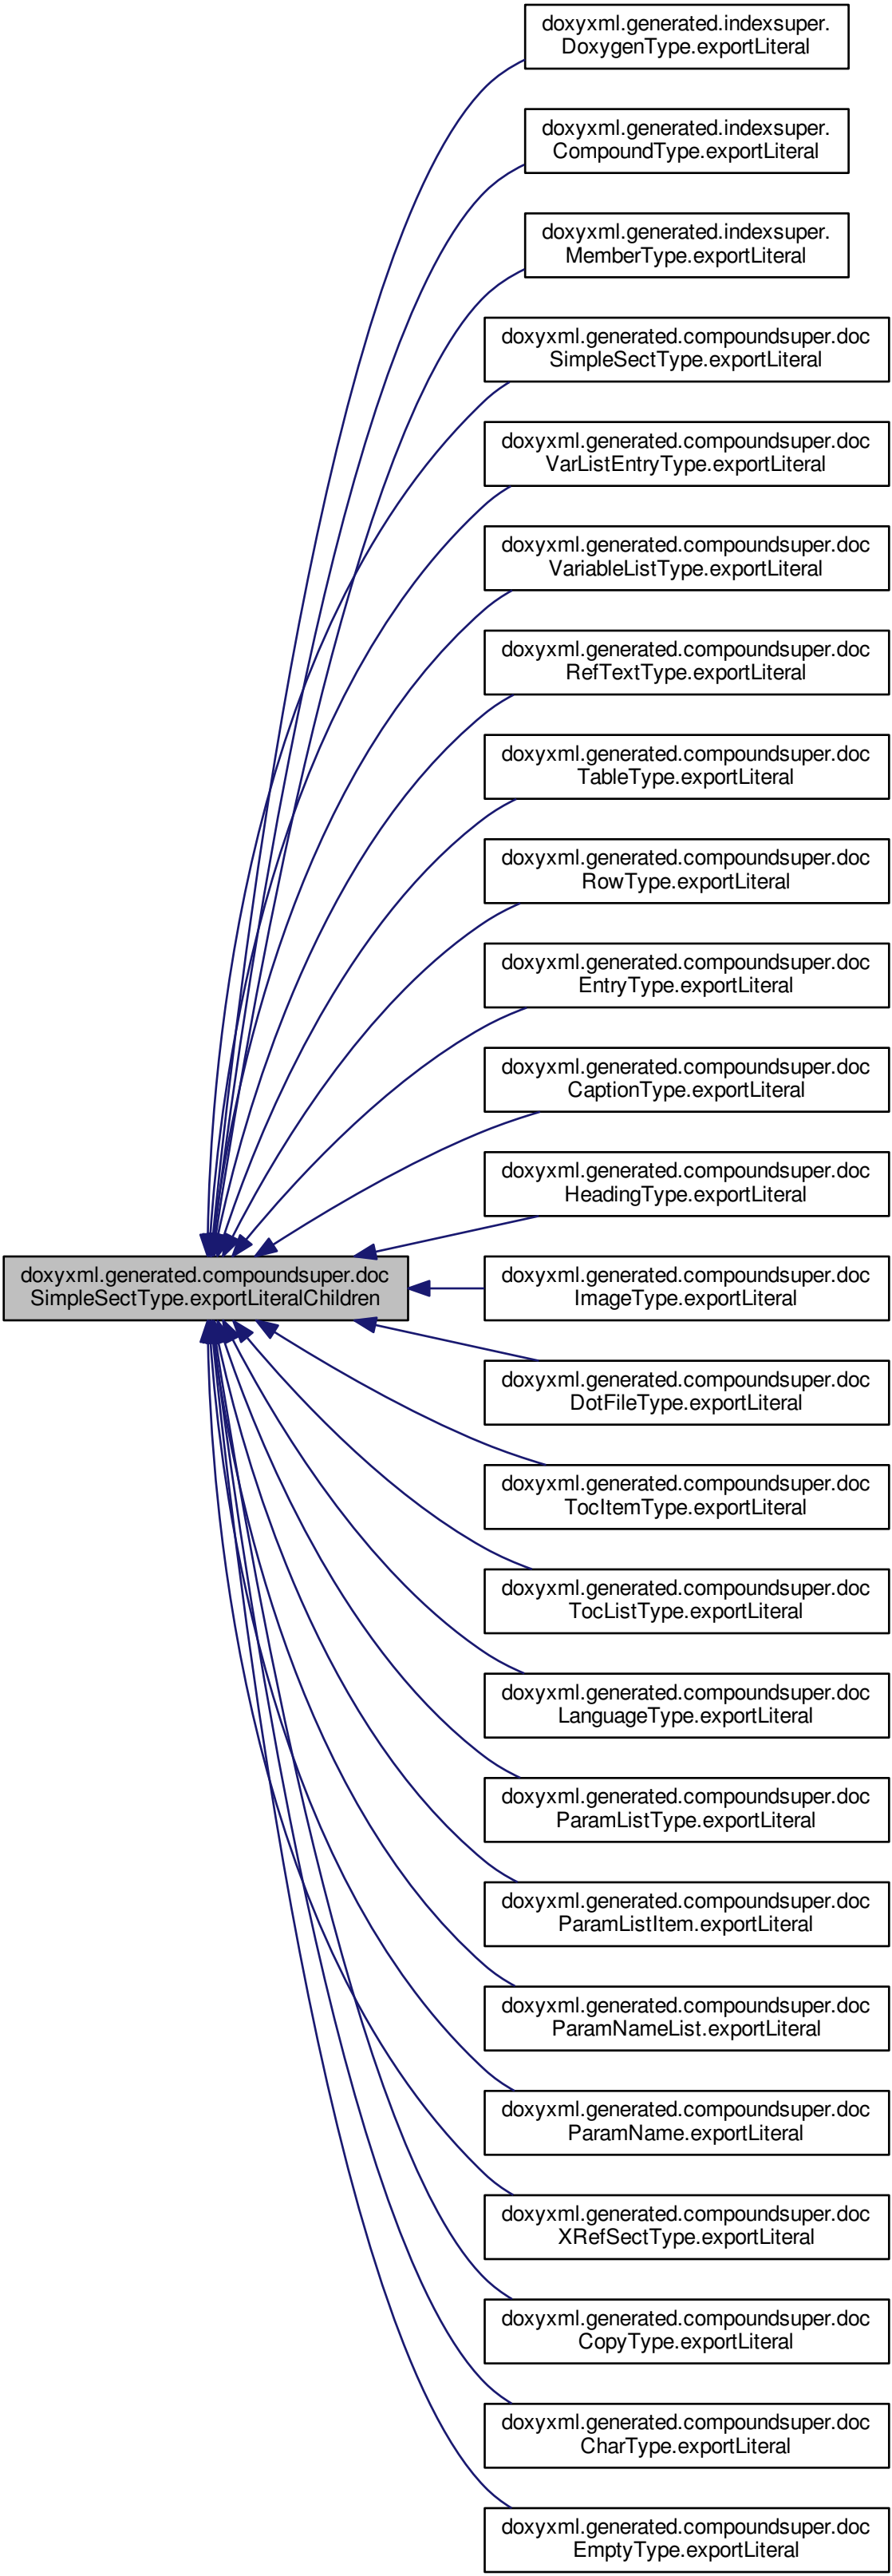 doxyxml.generated.indexsuper.
DoxygenType.exportLiteral
doxyxml.generated.indexsuper.
CompoundType.exportLiteral
doxyxml.generated.indexsuper.
MemberType.exportLiteral
doxyxml.generated.compoundsuper.doc
SimpleSectType.exportLiteral
doxyxml.generated.compoundsuper.doc
VarListEntryType.exportLiteral
doxyxml.generated.compoundsuper.doc
VariableListType.exportLiteral
doxyxml.generated.compoundsuper.doc
RefTextType.exportLiteral
doxyxml.generated.compoundsuper.doc
TableType.exportLiteral
doxyxml.generated.compoundsuper.doc
RowType.exportLiteral
doxyxml.generated.compoundsuper.doc
EntryType.exportLiteral
doxyxml.generated.compoundsuper.doc
CaptionType.exportLiteral
doxyxml.generated.compoundsuper.doc
HeadingType.exportLiteral
doxyxml.generated.compoundsuper.doc
SimpleSectType.exportLiteralChildren
doxyxml.generated.compoundsuper.doc
ImageType.exportLiteral
doxyxml.generated.compoundsuper.doc
DotFileType.exportLiteral
doxyxml.generated.compoundsuper.doc
TocItemType.exportLiteral
doxyxml.generated.compoundsuper.doc
TocListType.exportLiteral
doxyxml.generated.compoundsuper.doc
LanguageType.exportLiteral
doxyxml.generated.compoundsuper.doc
ParamListType.exportLiteral
doxyxml.generated.compoundsuper.doc
ParamListItem.exportLiteral
doxyxml.generated.compoundsuper.doc
ParamNameList.exportLiteral
doxyxml.generated.compoundsuper.doc
ParamName.exportLiteral
doxyxml.generated.compoundsuper.doc
XRefSectType.exportLiteral
doxyxml.generated.compoundsuper.doc
CopyType.exportLiteral
doxyxml.generated.compoundsuper.doc
CharType.exportLiteral
doxyxml.generated.compoundsuper.doc
EmptyType.exportLiteral